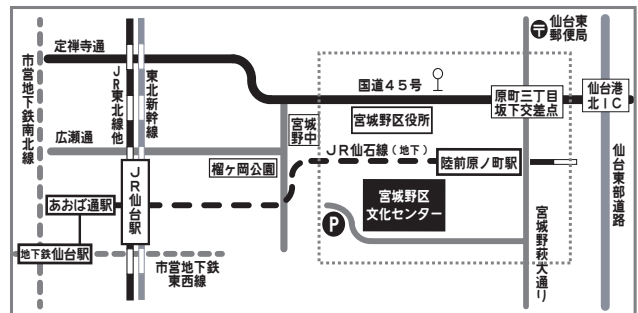 仙台東
郵便局
定禅寺通
市営地下鉄南北線
JR東北線他
東北新幹線
国道45号
原町三丁目
坂下交差点
仙台港
北IC
宮城
野中
宮城野区役所
広瀬通
榴ヶ岡公園
JR仙石線(地下)
陸前原ノ町駅
JR仙台駅
あおば通駅
宮城野区
文化センター
P
仙台東部道路
宮城野萩大通り
地下鉄仙台駅
市営地下鉄
東西線